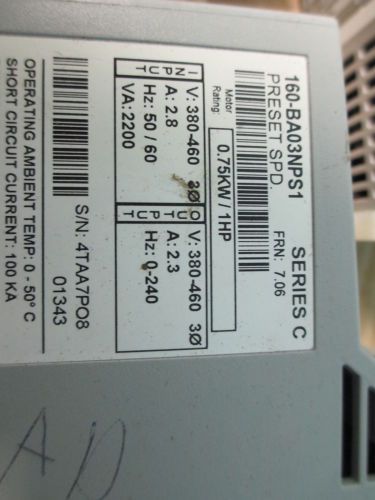 160-BA03NPS1 SERIES C
PRESET SPD. FRN: 7.06
Motor
Rating:
0.75KW / 1HP
INPUT
V: 380-460 3Ø
A: 2.8
Hz: 50 / 60
VA: 2200
OUTPUT
V: 380-460 3Ø
A: 2.3
Hz: 0-240
S/N: 4TAA7PO8
01343
OPERATING AMBIENT TEMP: 0 - 50° C
SHORT CIRCUIT CURRENT: 100 KA
AD